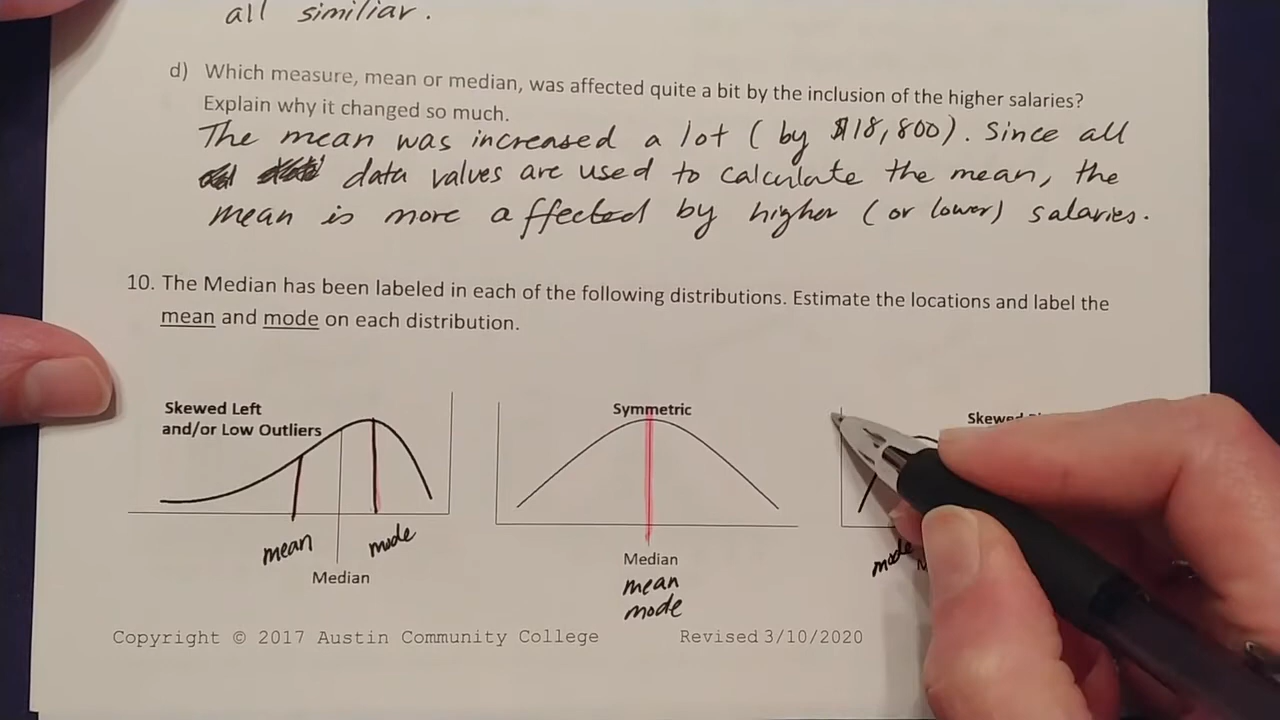 all similiar.
d) Which measure, mean or median, was affected quite a bit by the inclusion of the higher salaries?
Explain why it changed so much.
The mean was increased a lot (by $18,800). Since all
data values are used to calculate the mean, the
mean is more affected by higher (or lower) salaries.
10. The Median has been labeled in each of the following distributions. Estimate the locations and label the
mean and mode on each distribution.
Skewed Left
and/or Low Outliers
mean
mode
Median
Symmetric
Median
mean
mode
Skewed
mode
Copyright © 2017 Austin Community College
Revised 3/10/2020